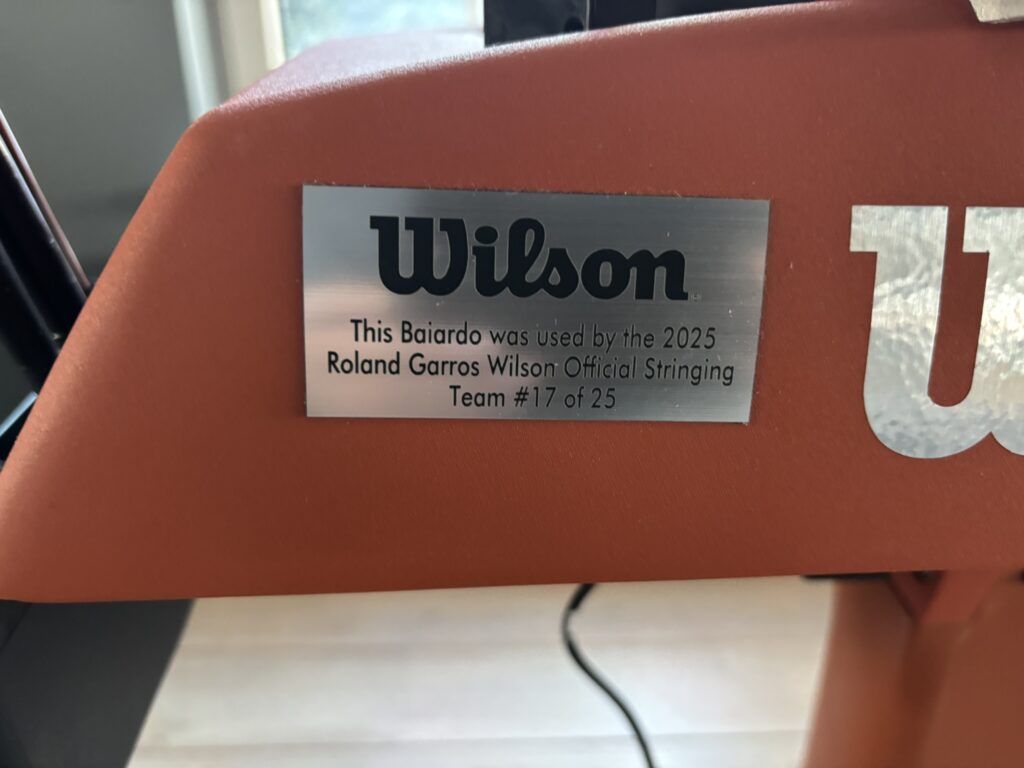 Wilson
This Baiardo was used by the 2025
Roland Garros Wilson Official Stringing
Team #17 of 25
W